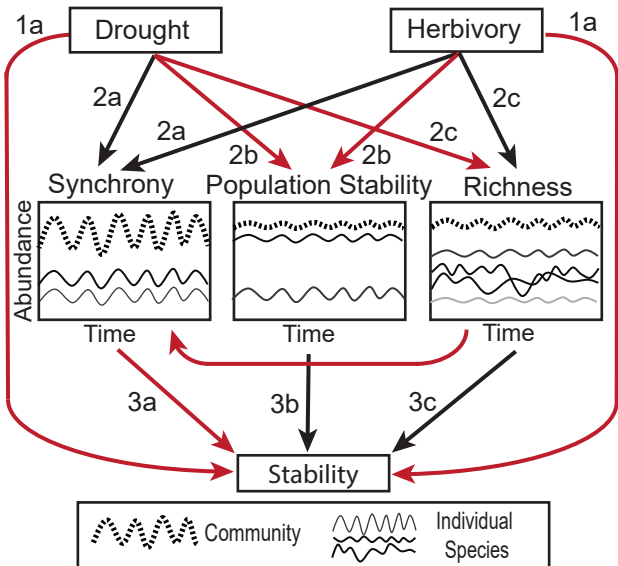 1a
Drought
Herbivory
1a
2a
2a
2c
2c
2b
2b
Synchrony
Population Stability
Richness
Abundance
Time
Time
Time
3a
3b
3c
Stability
Community
Individual
Species